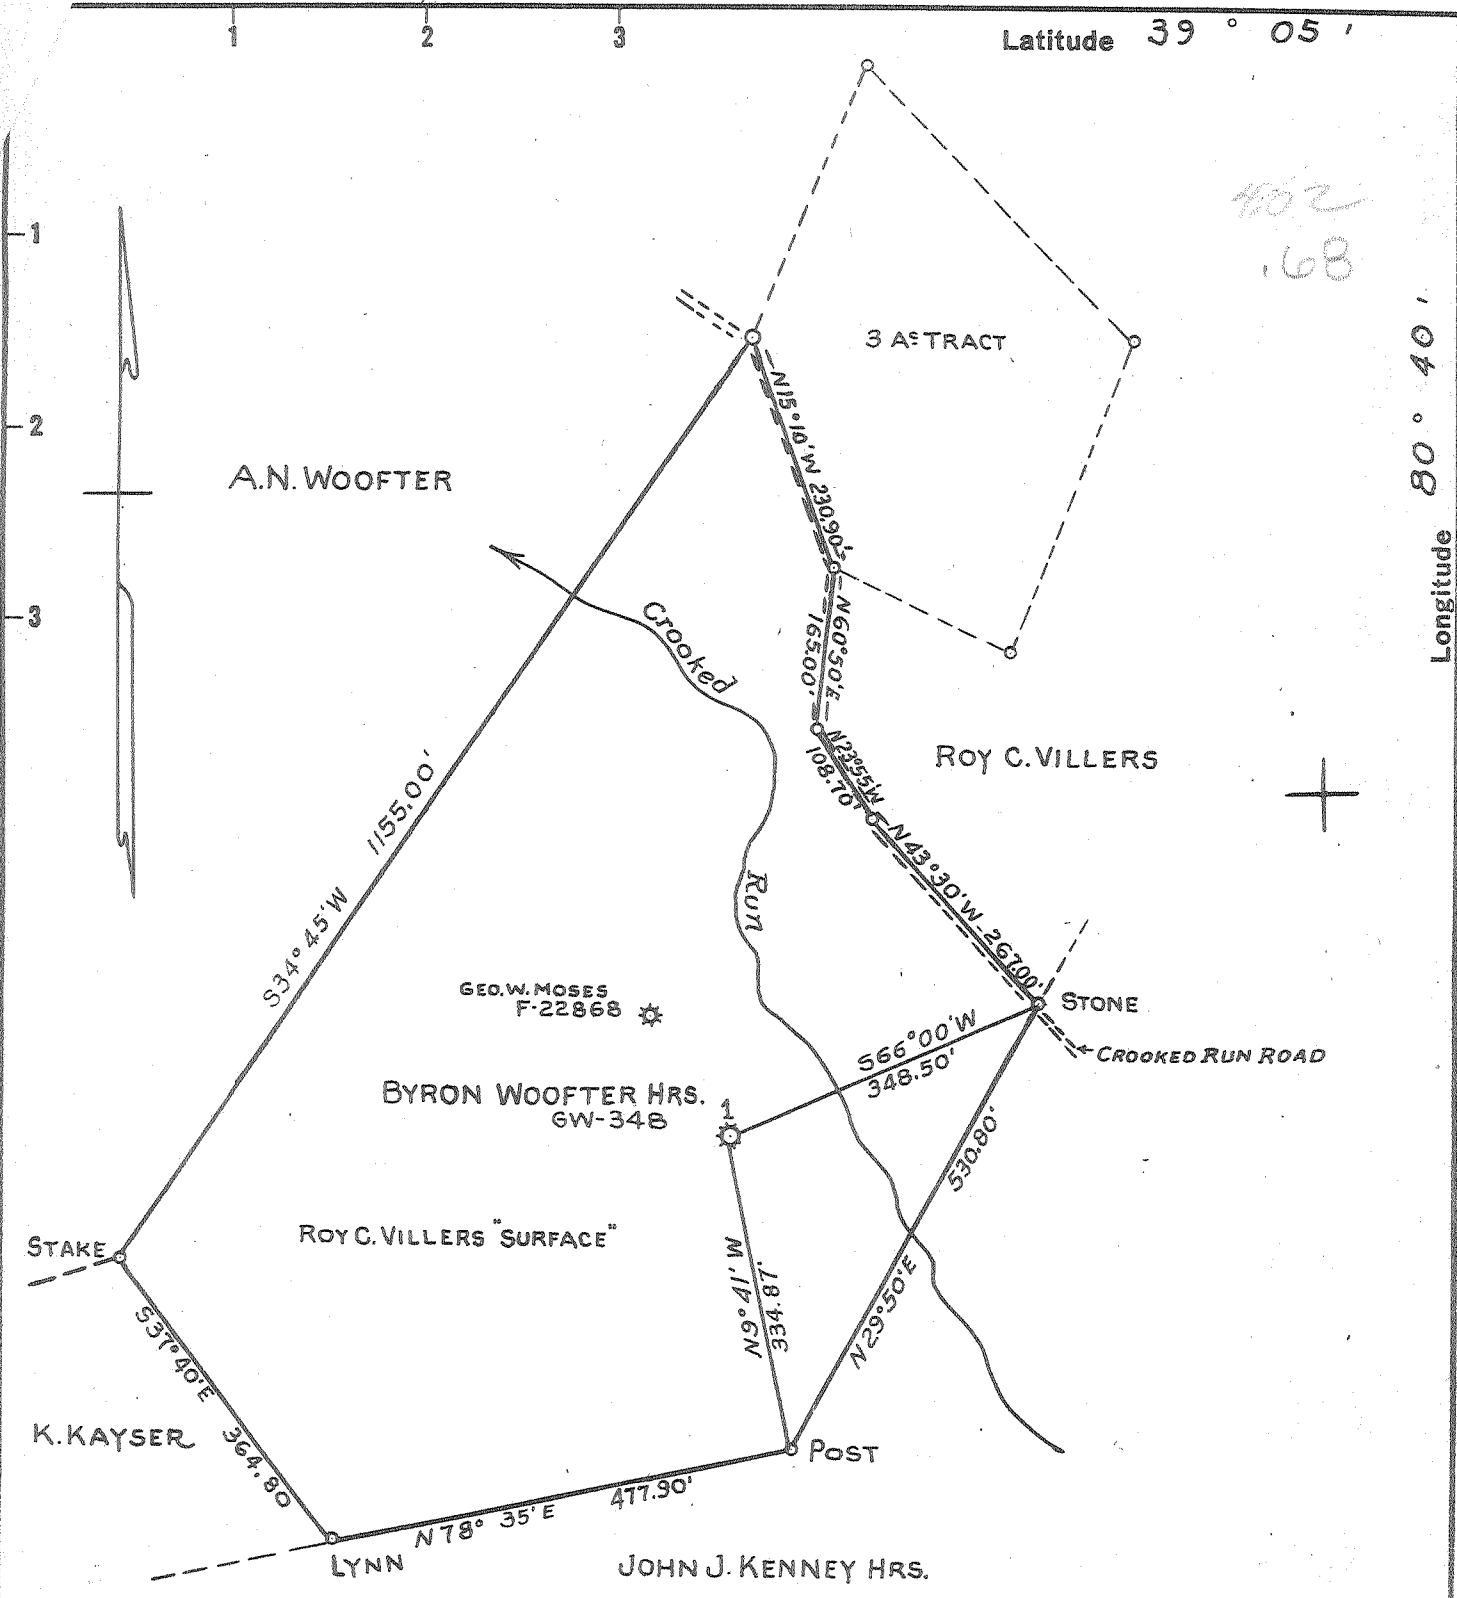 1 2 3
Latitude 39 ° 05 '
.68
1
2
3
Longitude 80 ° 40 '
3 AS TRACT
N15°10'W 230.90'
A.N. WOOFTER
Crooked
Run
N60°50'E
165.00'
ROY C. VILLERS
N23°55'W
108.70'
N43°30'W 267.00'
S34° 45'W 1155.00'
GEO. W. MOSES
F-22868
STONE
CROOKED RUN ROAD
S66°00'W
348.50'
BYRON WOOFTER HRS.
GW-348
1
530.80'
N29°50'E
ROY C. VILLERS "SURFACE"
STAKE
N9°41'W
334.87'
S37°40'E 364.80
K. KAYSER
POST
N78° 35'E 477.90'
LYNN
JOHN J. KENNEY HRS.